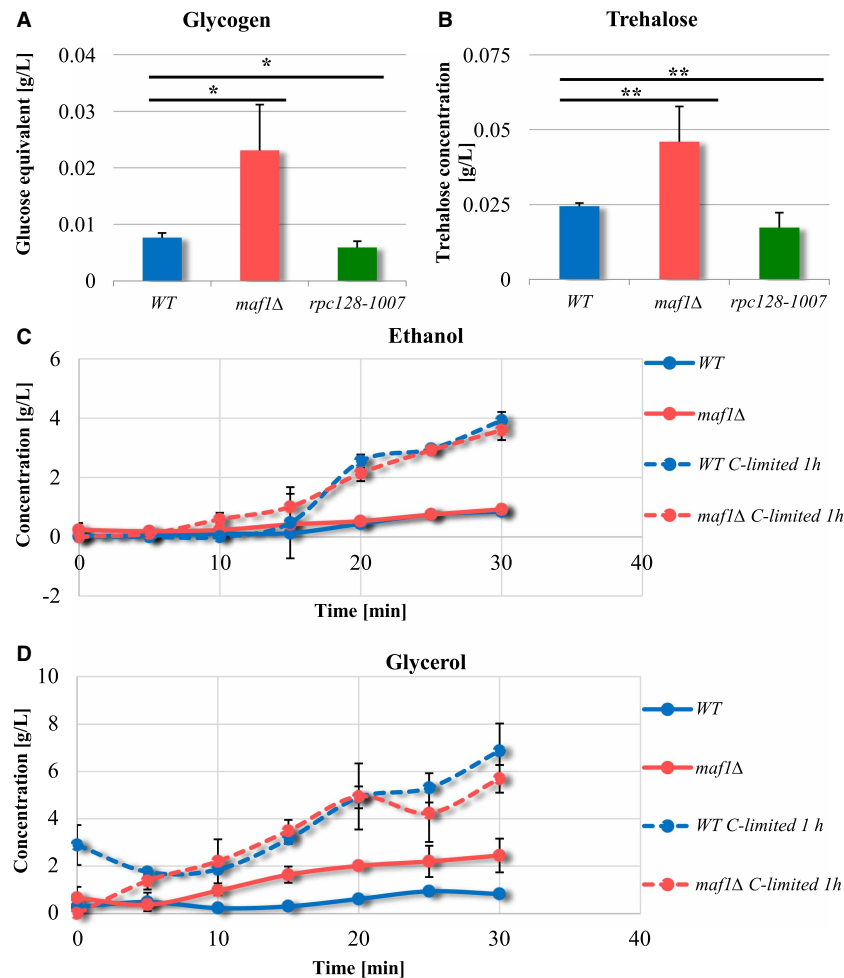 A
Glycogen
Glucose equivalent [g/L]
0.04
0.03
0.02
0.01
0
*
*
WT
maf1Δ
rpc128-1007
B
Trehalose
Trehalose concentration
[g/L]
0.075
0.05
0.025
0
**
**
WT
maf1Δ
rpc128-1007
C
Ethanol
Concentration [g/L]
6
4
2
0
-2
0
10
20
30
40
Time [min]
WT
maf1Δ
WT C-limited 1h
maf1Δ C-limited 1h
D
Glycerol
Concentration [g/L]
10
8
6
4
2
0
0
10
20
30
40
Time [min]
WT
maf1Δ
WT C-limited 1 h
maf1Δ C-limited 1h